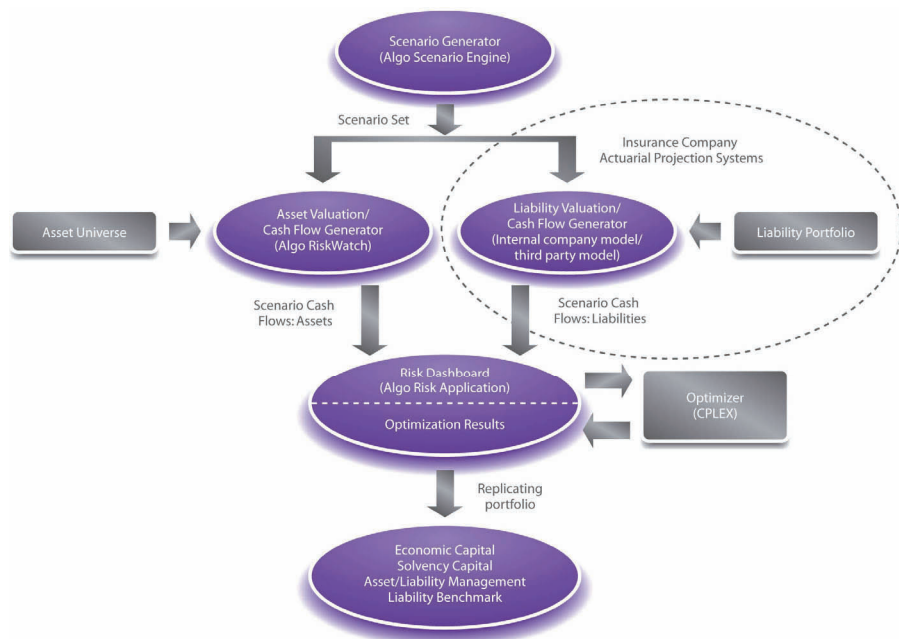 Scenario Generator
(Algo Scenario Engine)
Scenario Set
Insurance Company
Actuarial Projection Systems
Asset Universe
Asset Valuation/
Cash Flow Generator
(Algo RiskWatch)
Liability Valuation/
Cash Flow Generator
(Internal company model/
third party model)
Liability Portfolio
Scenario Cash
Flows: Assets
Scenario Cash
Flows: Liabilities
Risk Dashboard
(Algo Risk Application)
Optimization Results
Optimizer
(CPLEX)
Replicating
portfolio
Economic Capital
Solvency Capital
Asset/Liability Management
Liability Benchmark